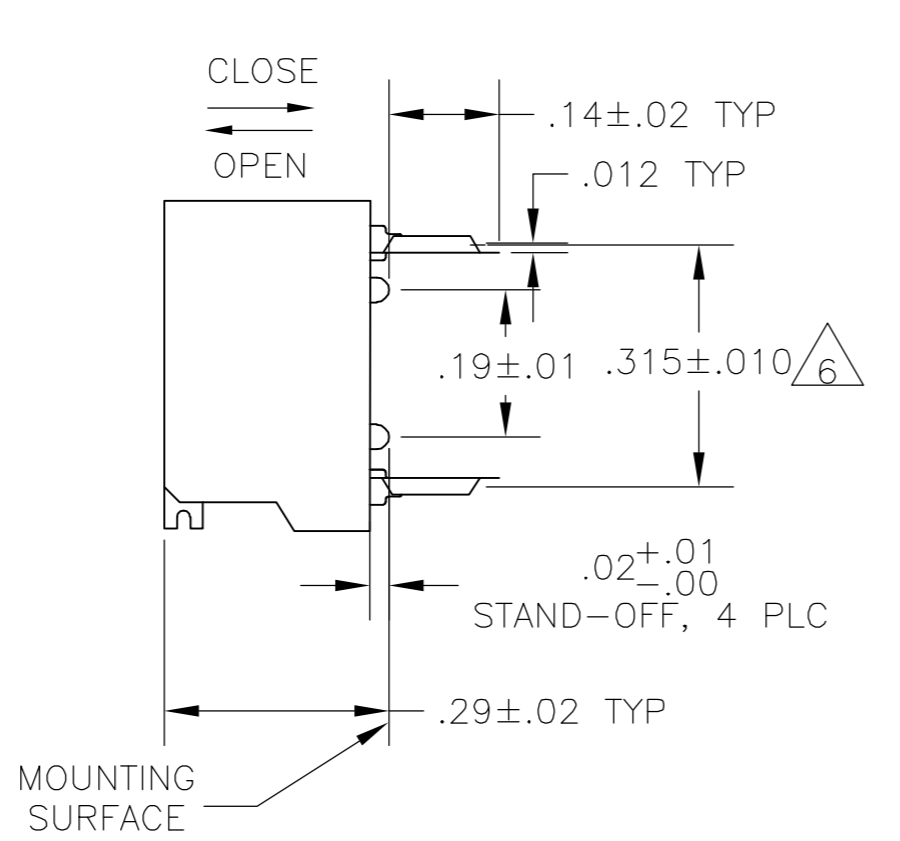 CLOSE
OPEN
.14±.02 TYP
.012 TYP
.19±.01
.315±.010
6
.02+.01
-.00
STAND-OFF, 4 PLC
.29±.02 TYP
MOUNTING
SURFACE